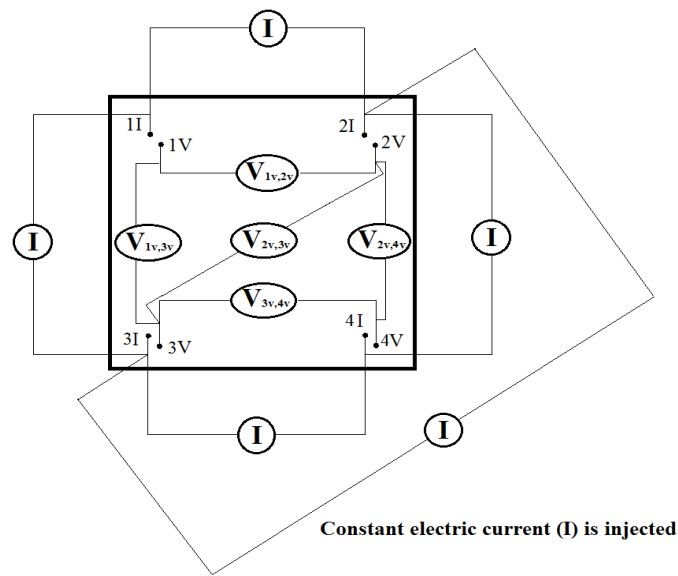 I
1I
1V
2I
2V
V1v,2v
I
V1v,3v
V2v,3v
V2v,4v
I
V3v,4v
3I
3V
4I
4V
I
I
Constant electric current (I) is injected